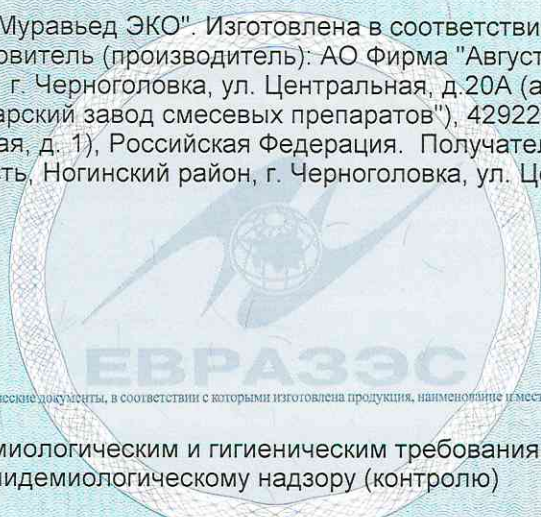 Муравьед ЭКО". Изготовлена в соответстви
овитель (производитель): АО Фирма "Август
г. Черноголовка, ул. Центральная, д.20А (а
арский завод смесевых препаратов"), 42922
ая, д. 1), Российская Федерация. Получател
ть, Ногинский район, г. Черноголовка, ул. Ц
ЕВРАЗЭС
ческие документы, в соответствии с которыми изготовлена продукция, наименование и мест
миологическим и гигиеническим требования
идемиологическому надзору (контролю)